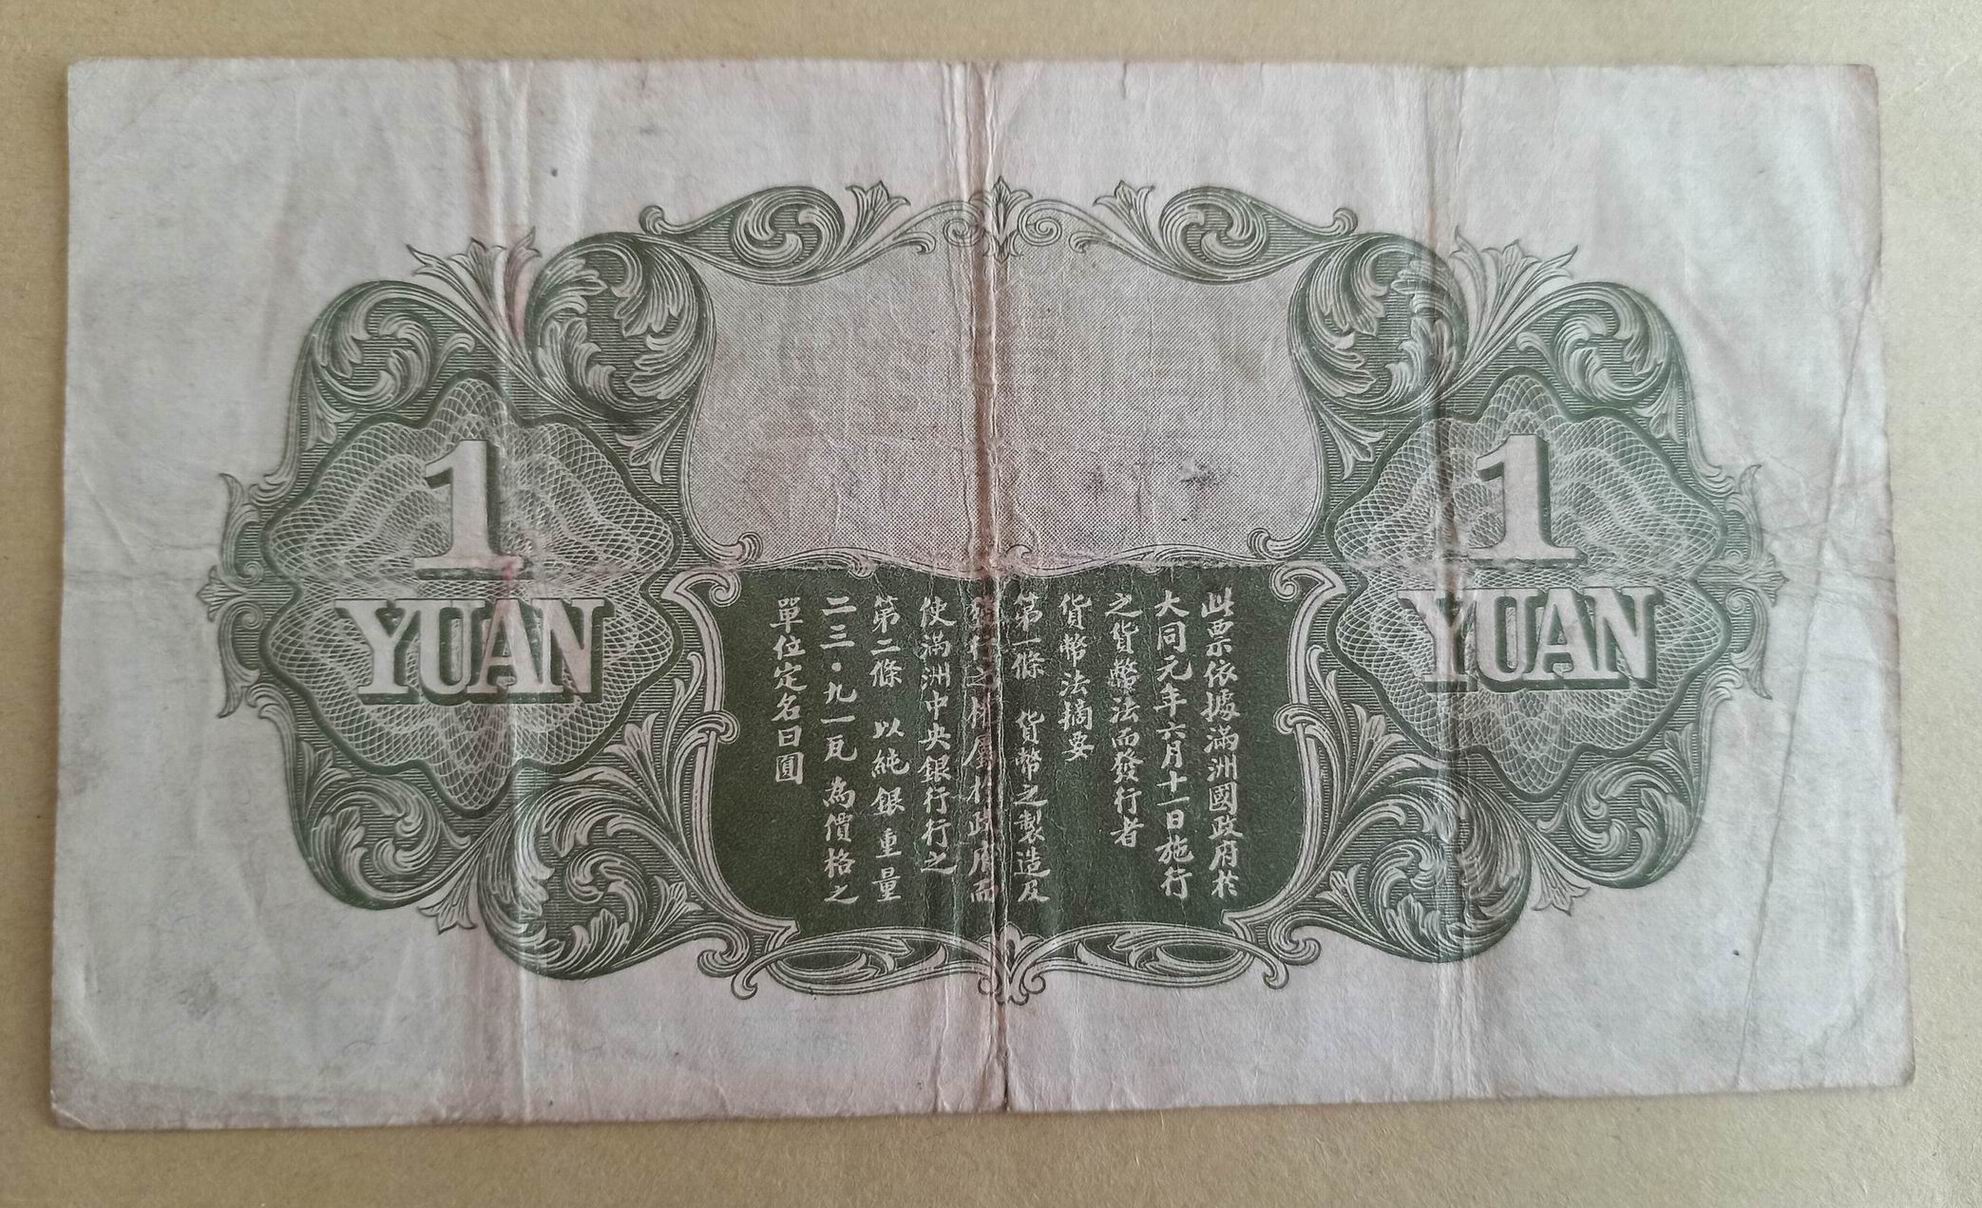 1
YUAN
此票依據滿洲國政府於
大同元年六月十一日施行
之貨幣法而發行者
貨幣法摘要
第一條 貨幣之製造及
發行之權屬於政府而
使滿洲中央銀行行之
第二條 以純銀重量
二三·九一瓦為價格之
單位定名曰圓
1
YUAN